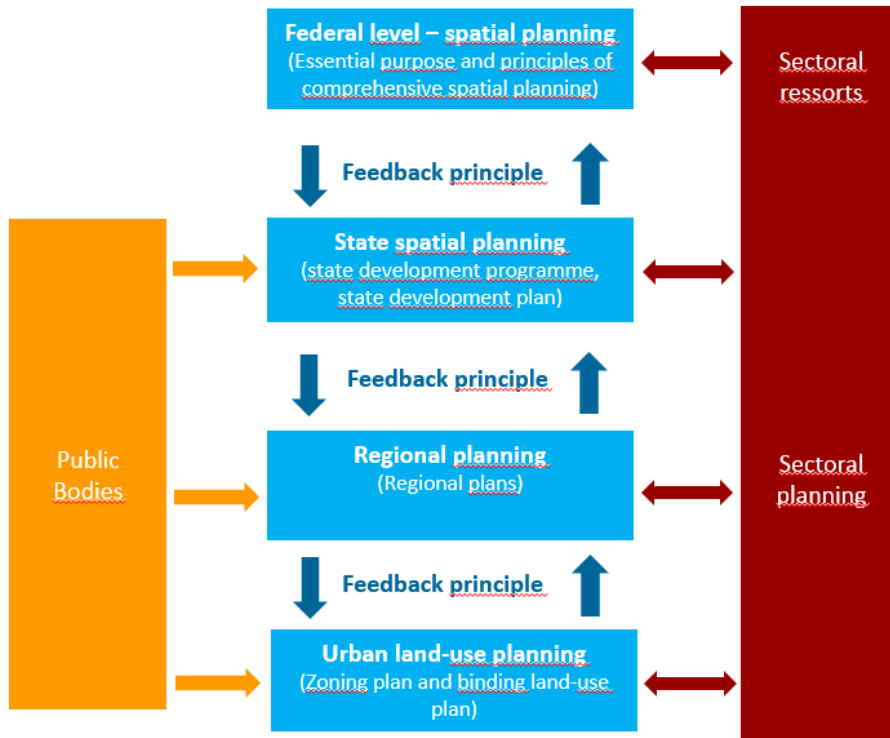 Federal level – spatial planning
(Essential purpose and principles of
comprehensive spatial planning)
Sectoral
ressorts
Feedback principle
State spatial planning
(state development programme,
state development plan)
Feedback principle
Public
Bodies
Regional planning
(Regional plans)
Sectoral
planning
Feedback principle
Urban land-use planning
(Zoning plan and binding land-use
plan)